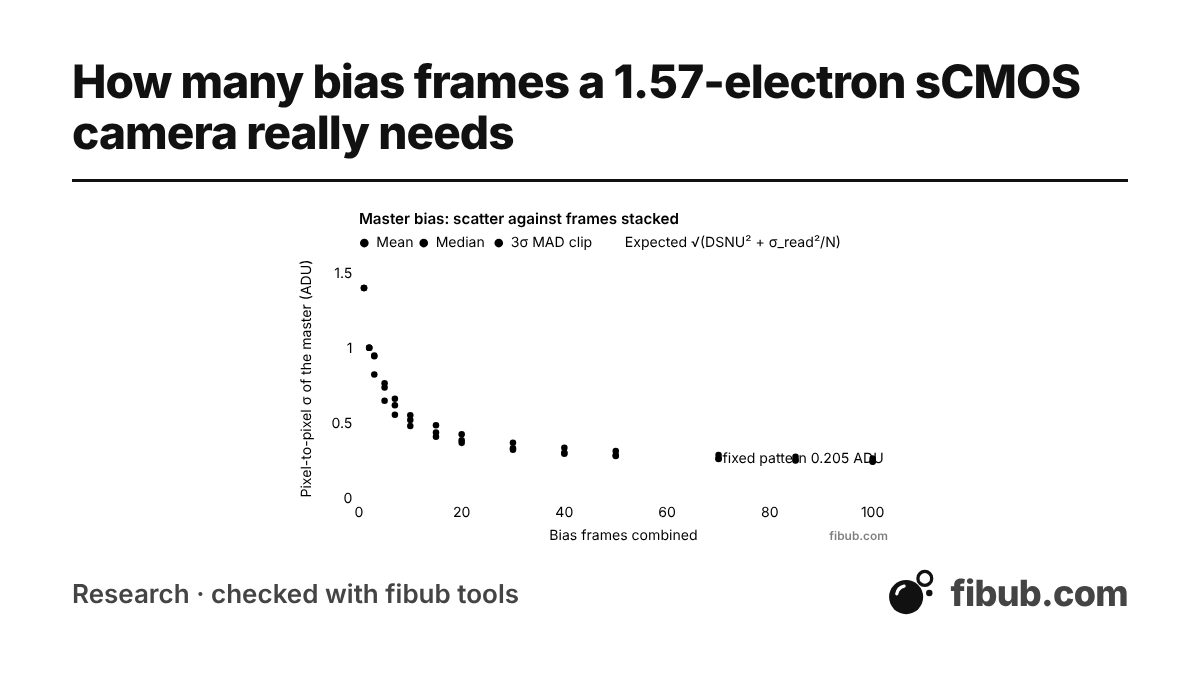 How many bias frames a 1.57-electron sCMOS
camera really needs
Master bias: scatter against frames stacked
Mean Median 3σ MAD clip Expected √(DSNU² + σ_read²/N)
Pixel-to-pixel σ of the master (ADU)
1.5
1
0.5
0
fixed pattern 0.205 ADU
0 20 40 60 80 100
Bias frames combined
fibub.com
Research · checked with fibub tools
fibub.com